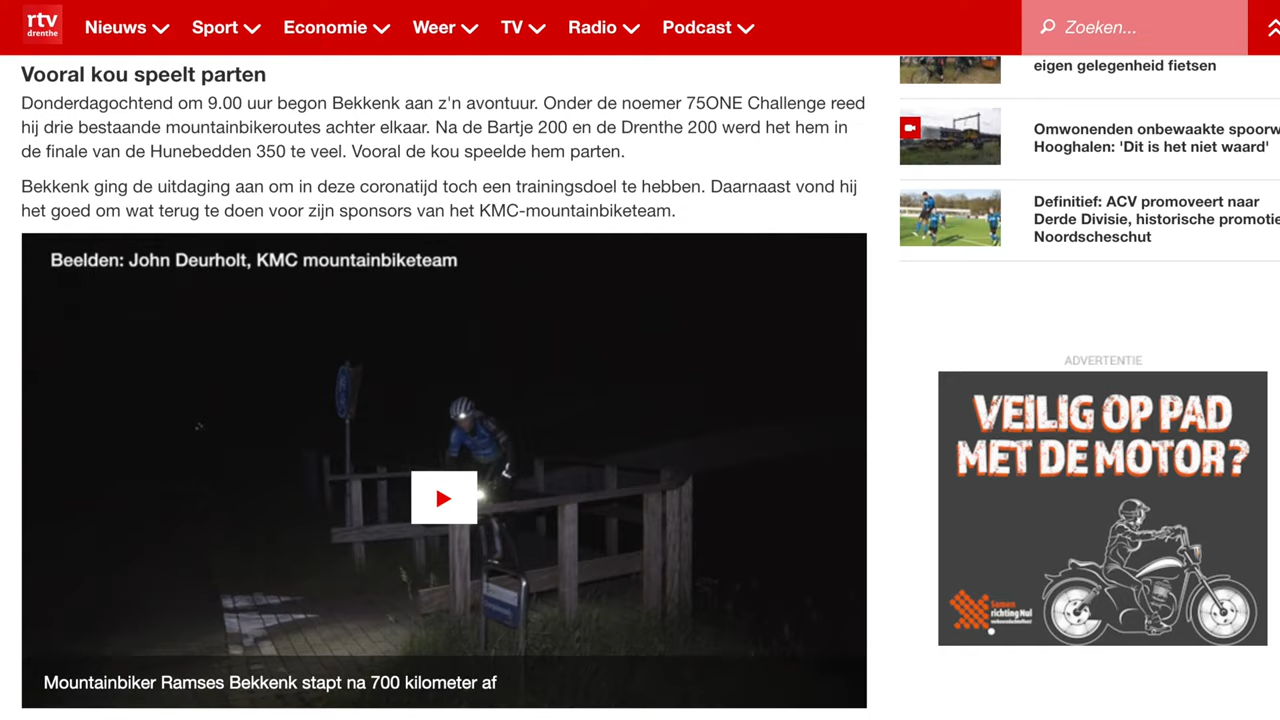 rtv
drenthe
Nieuws
Sport
Economie
Weer
TV
Radio
Podcast
Zoeken...
Vooral kou speelt parten
Donderdagochtend om 9.00 uur begon Bekkenk aan z'n avontuur. Onder de noemer 75ONE Challenge reed
hij drie bestaande mountainbikeroutes achter elkaar. Na de Bartje 200 en de Drenthe 200 werd het hem in
de finale van de Hunebedden 350 te veel. Vooral de kou speelde hem parten.
Bekkenk ging de uitdaging aan om in deze coronatijd toch een trainingsdoel te hebben. Daarnaast vond hij
het goed om wat terug te doen voor zijn sponsors van het KMC-mountainbiketeam.
Beelden: John Deurholt, KMC mountainbiketeam
Mountainbiker Ramses Bekkenk stapt na 700 kilometer af
eigen gelegenheid fietsen
Omwonenden onbewaakte spoorw
Hooghalen: 'Dit is het niet waard'
Definitief: ACV promoveert naar
Derde Divisie, historische promotie
Noordscheschut
ADVERTENTIE
VEILIG OP PAD
MET DE MOTOR?
Samen
richting Nul